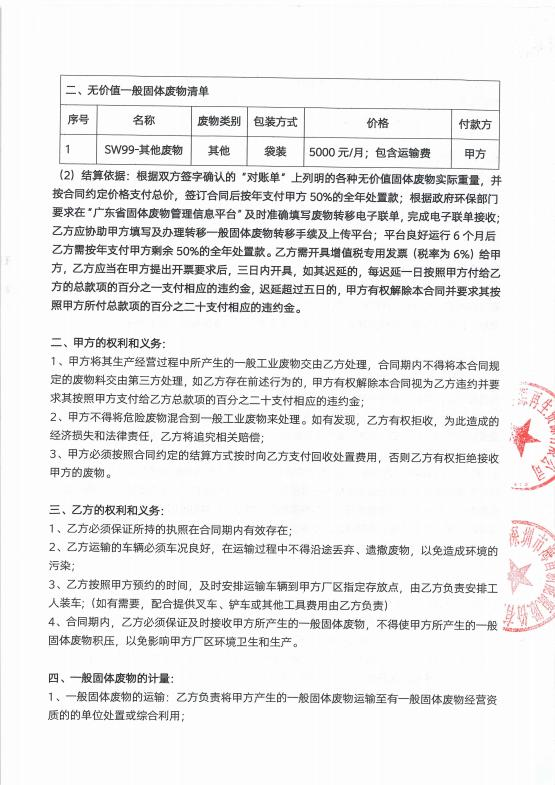 二、无价值一般固体废物清单
序号 名称 废物类别 包装方式 价格 付款方
1 SW99-其他废物 其他 袋装 5000 元/月；包含运输费 甲方
（2）结算依据：根据双方签字确认的“对账单”上列明的各种无价值固体废物实际重量，并
按合同约定价格支付总价，签订合同后按年支付甲方 50%的全年处置款；根据政府环保部门
要求在“广东省固体废物管理信息平台”及时准确填写废物转移电子联单，完成电子联单接收；
乙方应协助甲方填写及办理转移一般固体废物转移手续及上传平台；平台良好运行 6 个月后
乙方需按年支付甲方剩余 50%的全年处置款。乙方需开具增值税专用发票（税率为 6%）给甲
方，乙方应当在甲方提出开票要求后，三日内开具，如其迟延的，每迟延一日按照甲方付给乙
方的总款项的百分之一支付相应的违约金，迟延超过五日的，甲方有权解除本合同并要求其按
照甲方所付总款项的百分之二十支付相应的违约金。
二、甲方的权利和义务：
1、甲方将其生产经营过程中所产生的一般工业废物交由乙方处理，合同期内不得将本合同规
定的废物料交由第三方处理，如乙方存在前述行为的，甲方有权解除本合同视为乙方违约并要
求其按照甲方支付给乙方总款项的百分之二十支付相应的违约金；
2、甲方不得将危险废物混合到一般工业废物来处理。如有发现，乙方有权拒收，为此造成的
经济损失和法律责任，乙方将追究相关赔偿；
3、甲方必须按照合同约定的结算方式按时向乙方支付回收处置费用，否则乙方有权拒绝接收
甲方的废物。
三、乙方的权利和义务：
1、乙方必须保证所持的执照在合同期内有效存在；
2、乙方运输的车辆必须车况良好，在运输过程中不得沿途丢弃、遗撒废物，以免造成环境的
污染；
3、乙方按照甲方预约的时间，及时安排运输车辆到甲方厂区指定存放点，由乙方负责安排工
人装车；（如有需要，配合提供叉车、铲车或其他工具费用由乙方负责）
4、合同期内，乙方必须保证及时接收甲方所产生的一般固体废物，不得使甲方所产生的一般
固体废物积压，以免影响甲方厂区环境卫生和生产。
四、一般固体废物的计量：
1、一般固体废物的运输：乙方负责将甲方产生的一般固体废物运输至有一般固体废物经营资
质的的单位处置或综合利用；